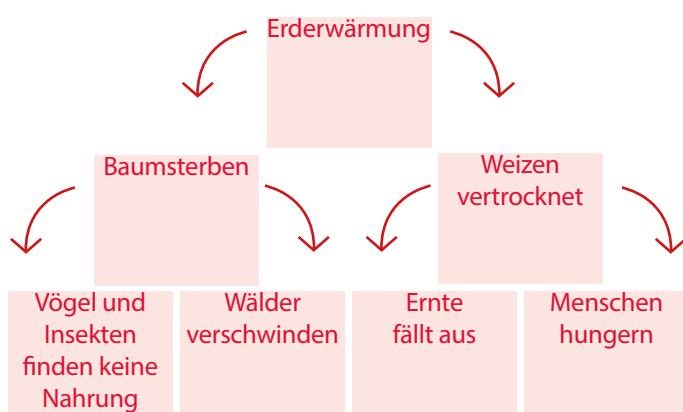 Erderwärmung
Baumsterben
Weizen
vertrocknet
Vögel und
Insekten
finden keine
Nahrung
Wälder
verschwinden
Ernte
fällt aus
Menschen
hungern